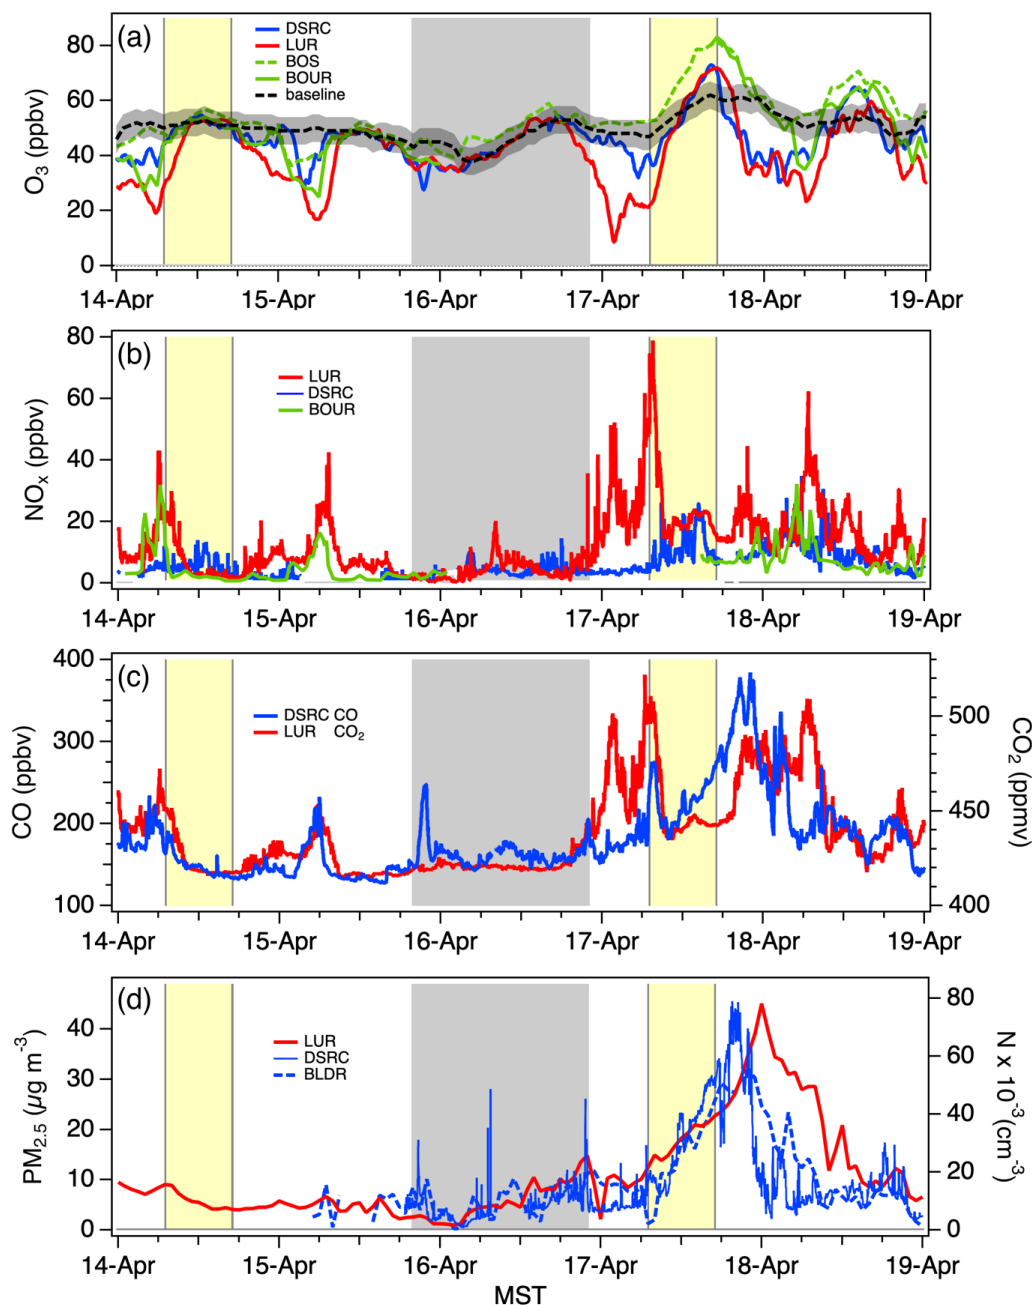 (a)
DSRC
LUR
BOS
BOUR
baseline
O3 (ppbv)
80
60
40
20
0
14-Apr 15-Apr 16-Apr 17-Apr 18-Apr 19-Apr
(b)
LUR
DSRC
BOUR
NOx (ppbv)
80
60
40
20
0
14-Apr 15-Apr 16-Apr 17-Apr 18-Apr 19-Apr
(c)
DSRC CO
LUR CO2
CO (ppbv)
400
300
200
100
CO2 (ppmv)
500
450
400
14-Apr 15-Apr 16-Apr 17-Apr 18-Apr 19-Apr
(d)
LUR
DSRC
BLDR
PM2.5 (µg m-3)
40
30
20
10
0
N x 10-3(cm-3)
80
60
40
20
0
14-Apr 15-Apr 16-Apr 17-Apr 18-Apr 19-Apr
MST